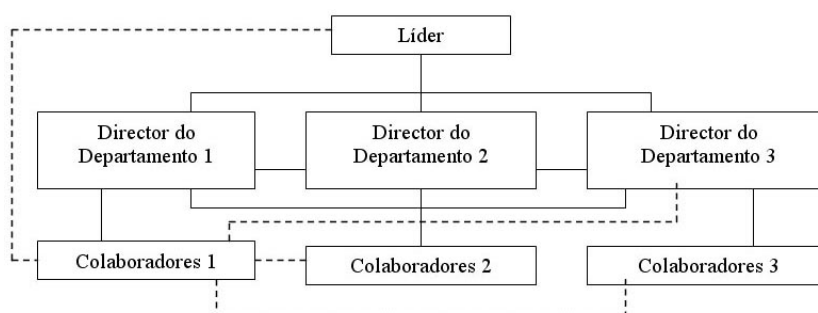 Líder
Director do
Departamento 1
Director do
Departamento 2
Director do
Departamento 3
Colaboradores 1
Colaboradores 2
Colaboradores 3